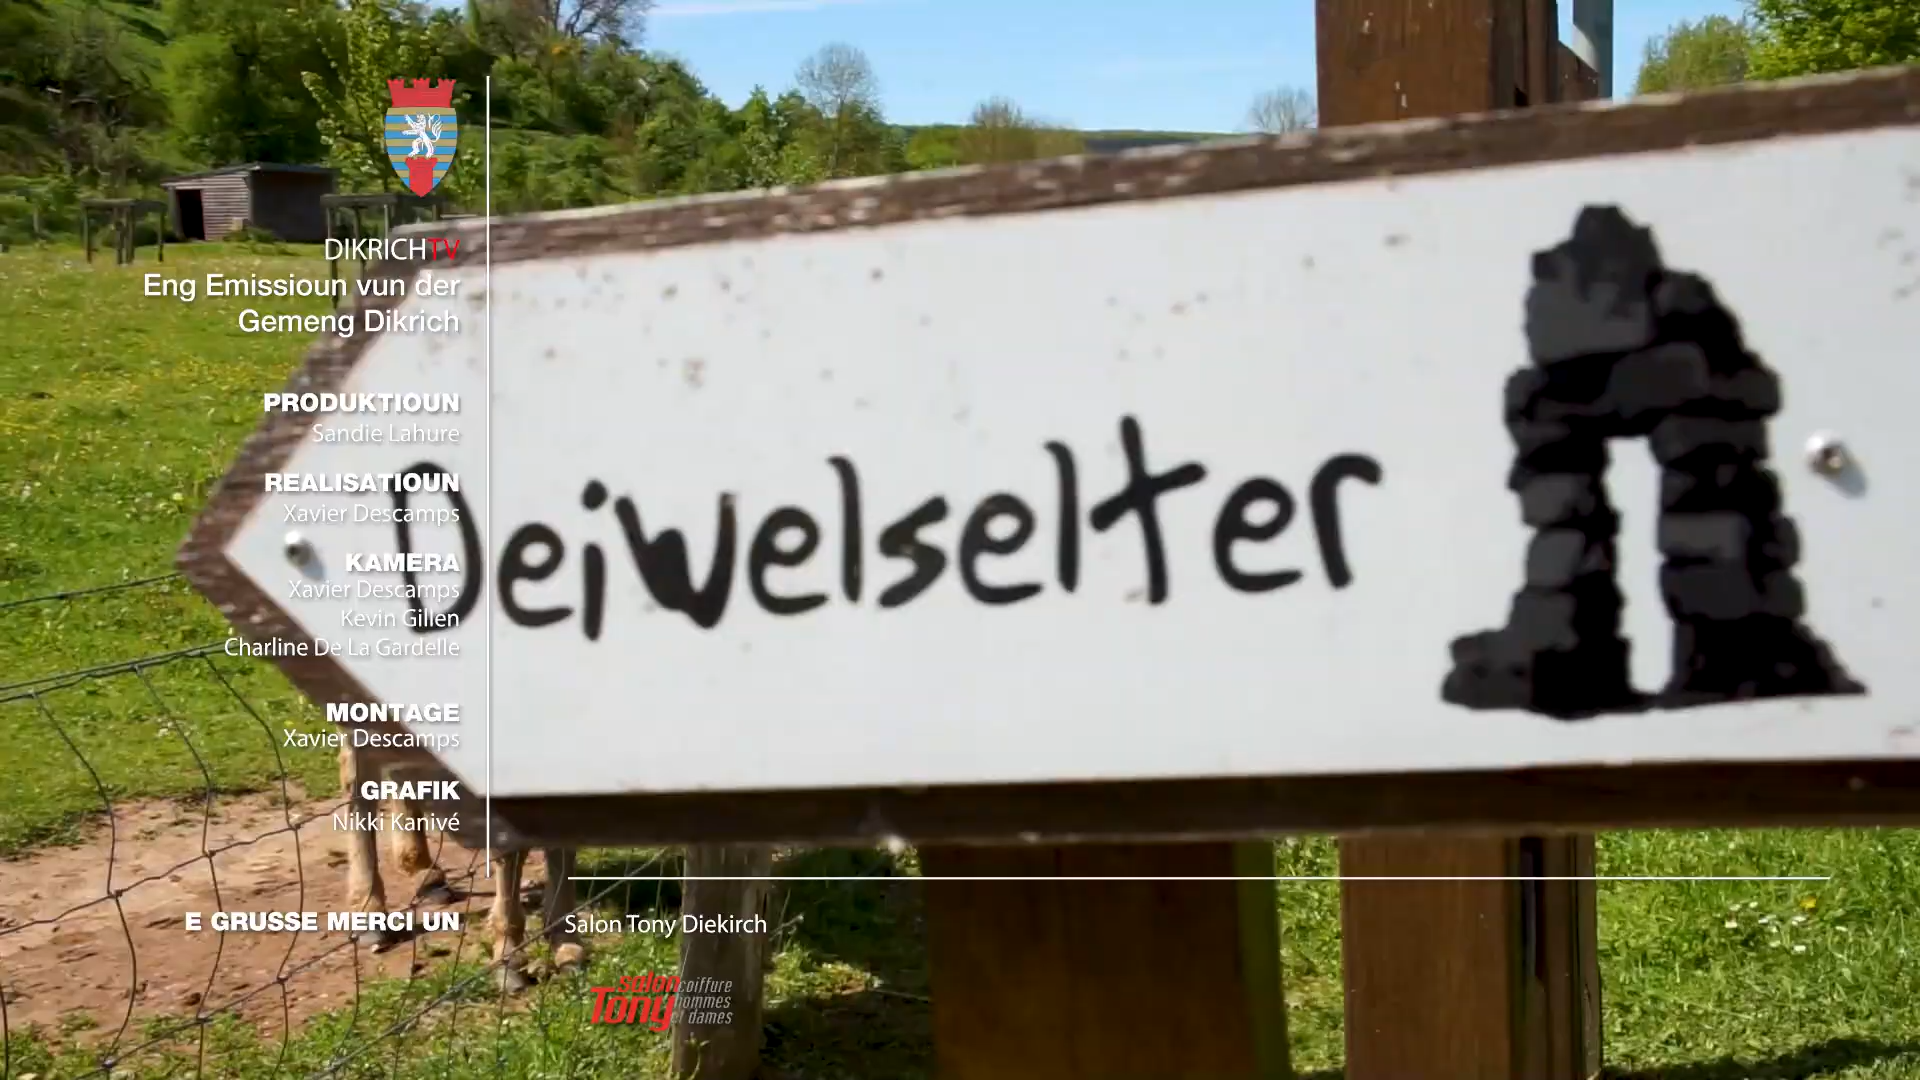 DIKRICHTV
Eng Emissioun vun der
Gemeng Dikrich
PRODUKTIOUN
Sandie Lahure
REALISATIOUN
Xavier Descamps
KAMERA
Xavier Descamps
Kevin Gillen
Charline De La Gardelle
MONTAGE
Xavier Descamps
GRAFIK
Nikki Kanivé
Deiwelselter
E GRUSSE MERCI UN
Salon Tony Diekirch
salon Tony
coiffure
hommes
et dames